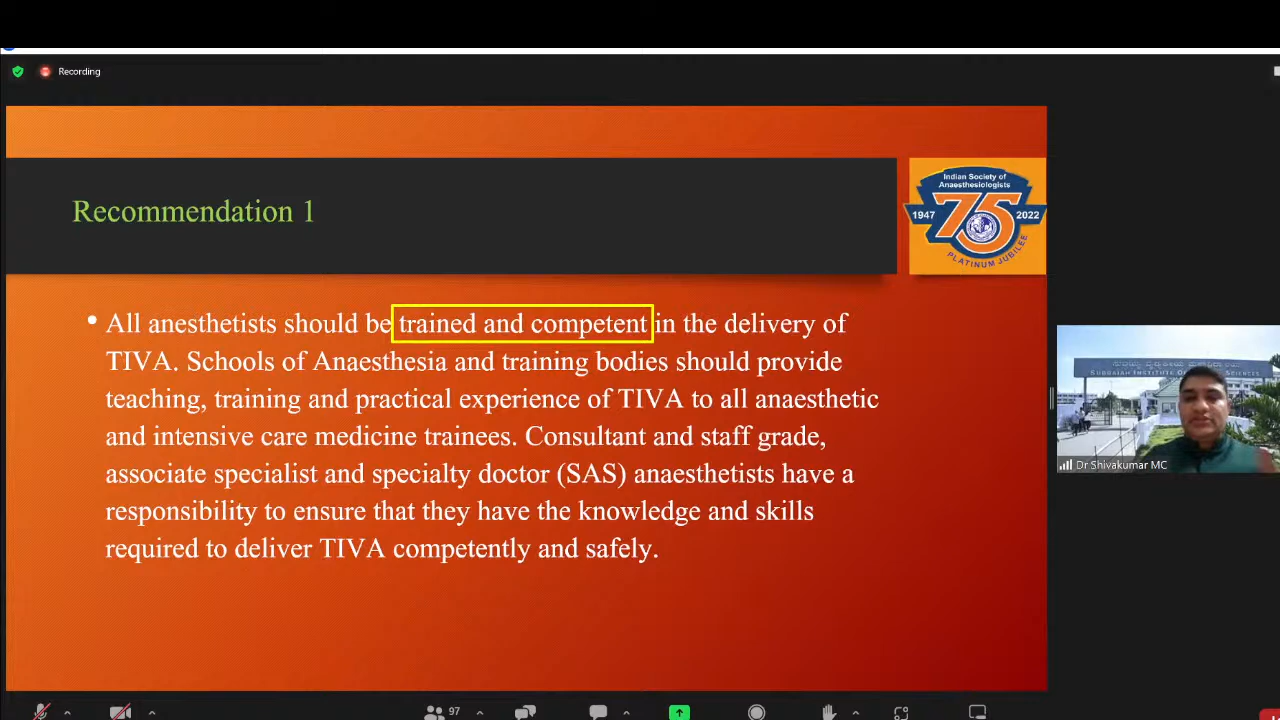 Recording
Recommendation 1
Indian Society of
Anaesthesiologists
1947 75 2022
PLATINUM JUBILEE
• All anesthetists should be trained and competent in the delivery of
TIVA. Schools of Anaesthesia and training bodies should provide
teaching, training and practical experience of TIVA to all anaesthetic
and intensive care medicine trainees. Consultant and staff grade,
associate specialist and specialty doctor (SAS) anaesthetists have a
responsibility to ensure that they have the knowledge and skills
required to deliver TIVA competently and safely.
SUBBAIAH INSTITUTE OF SCIENCES
Dr Shivakumar MC
97